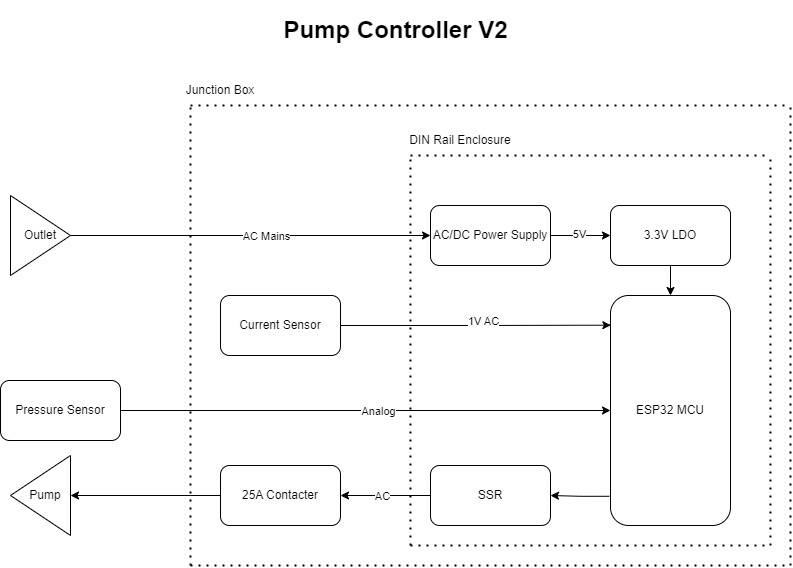 Pump Controller V2
Junction Box
DIN Rail Enclosure
Outlet
AC Mains
AC/DC Power Supply
5V
3.3V LDO
Current Sensor
1V AC
Pressure Sensor
Analog
ESP32 MCU
Pump
25A Contacter
AC
SSR